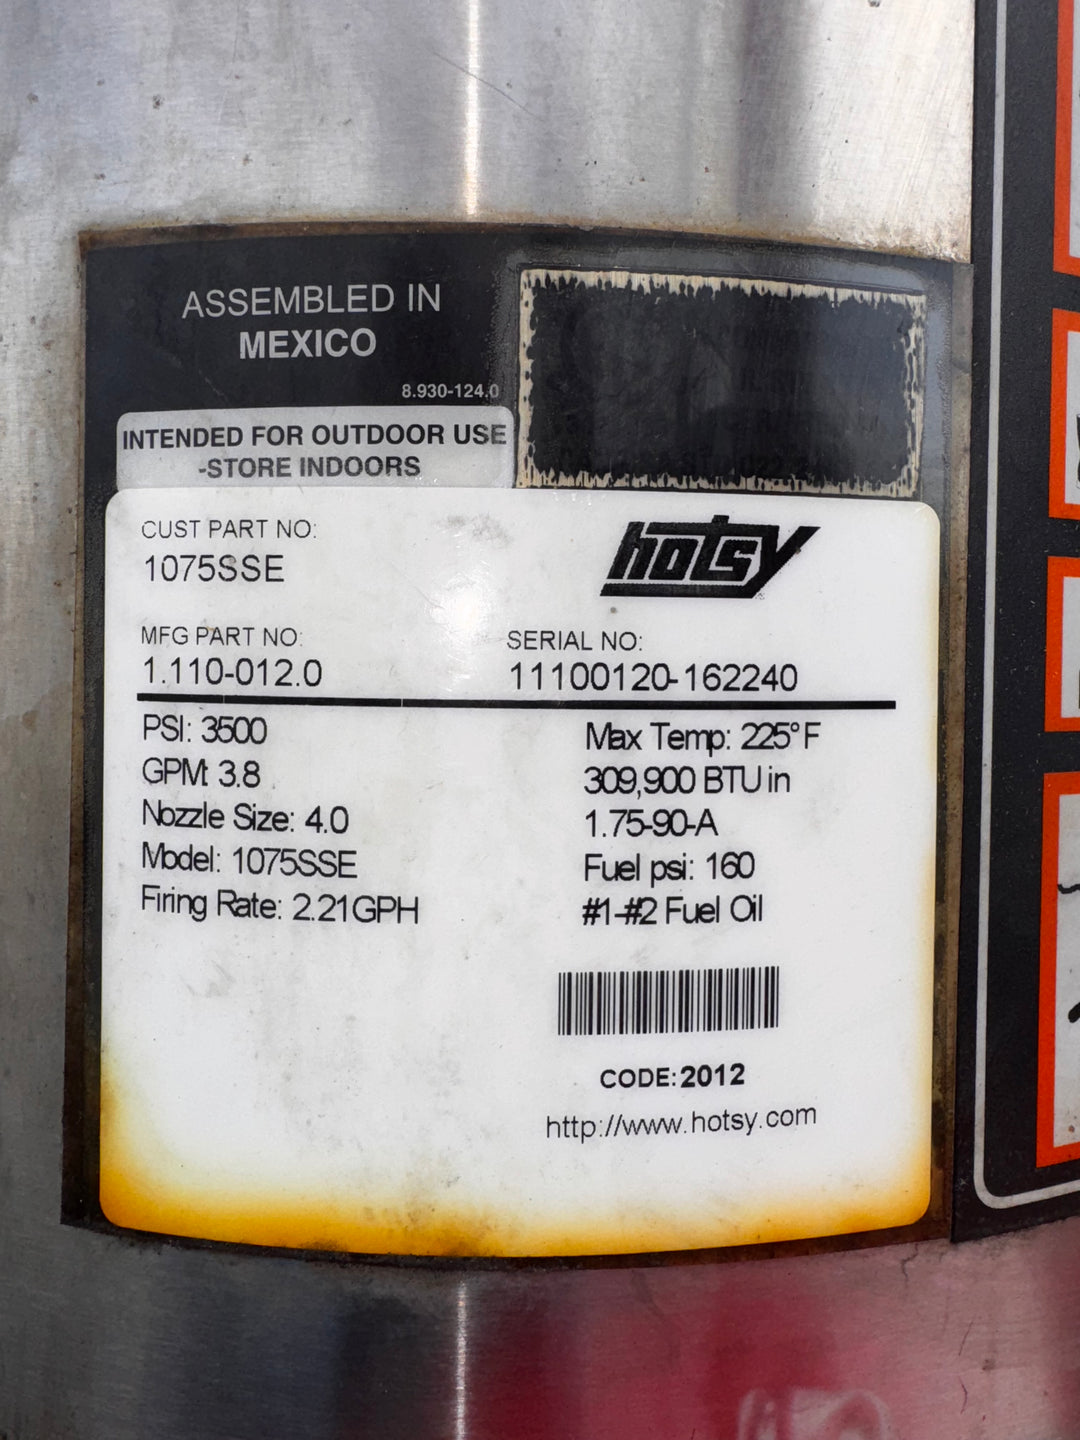 ASSEMBLED IN
MEXICO
8.930-124.0
INTENDED FOR OUTDOOR USE
-STORE INDOORS
CUST PART NO:
1075SSE
hotsy
MFG PART NO:
1.110-012.0
SERIAL NO:
11100120-162240
PSI: 3500
GPM: 3.8
Nozzle Size: 4.0
Model: 1075SSE
Firing Rate: 2.21GPH
Max Temp: 225°F
309,900 BTU in
1.75-90-A
Fuel psi: 160
#1-#2 Fuel Oil
CODE:2012
http://www.hotsy.com